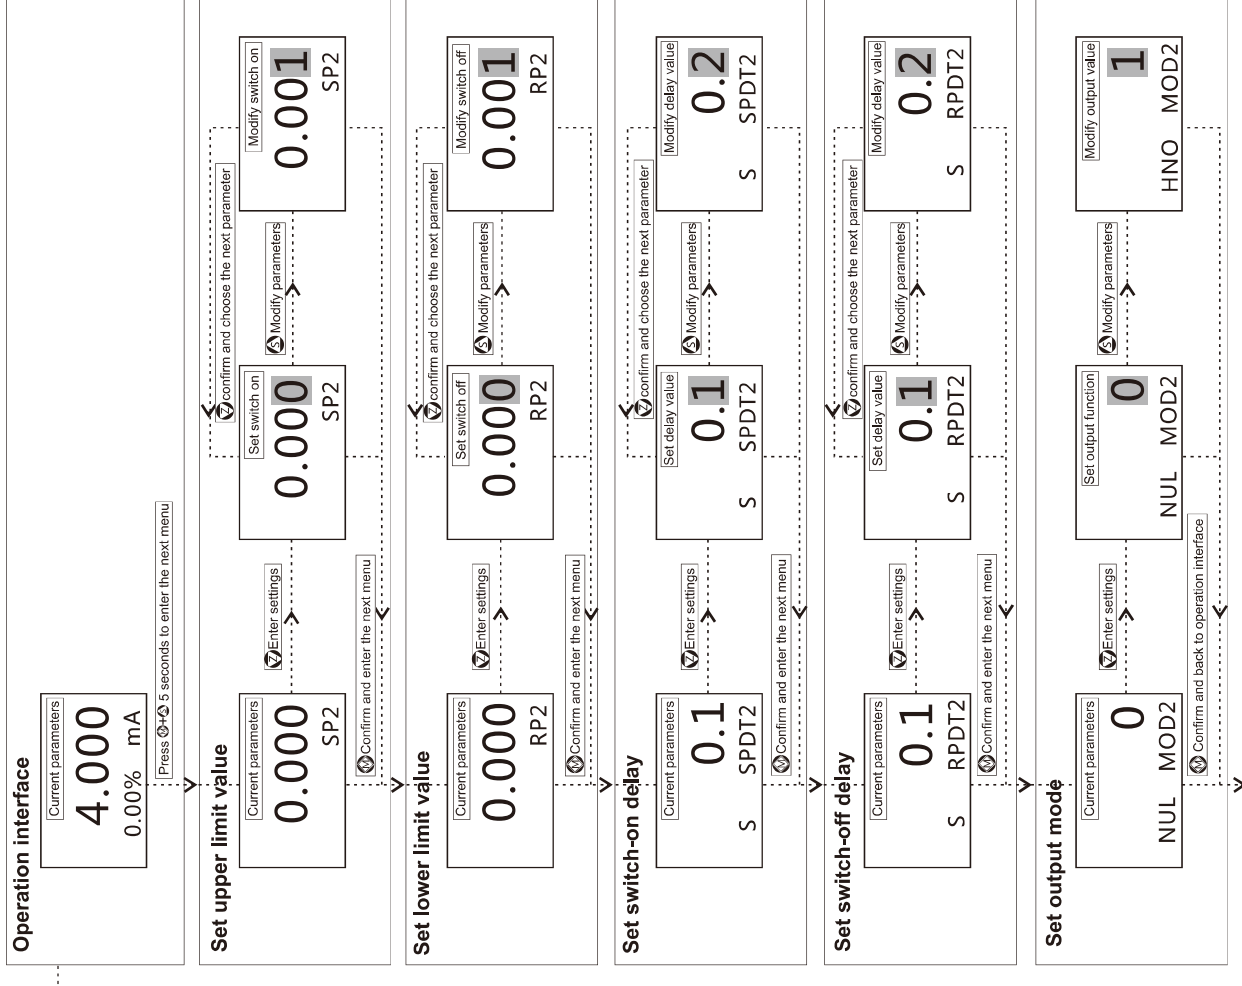 Operation interface
Current parameters
4.000
0.00% mA
Press M+S 5 seconds to enter the next menu
Set upper limit value
Current parameters
0.000
SP2
Z Enter settings
Set switch on
0.000
SP2
S Modify parameters
Modify switch on
0.001
SP2
Z confirm and choose the next parameter
M Confirm and enter the next menu
Set lower limit value
Current parameters
0.000
RP2
Z Enter settings
Set switch off
0.000
RP2
S Modify parameters
Modify switch off
0.001
RP2
Z confirm and choose the next parameter
M Confirm and enter the next menu
Set switch-on delay
Current parameters
0.1
S SPDT2
Z Enter settings
Set delay value
0.1
S SPDT2
S Modify parameters
Modify delay value
0.2
S SPDT2
Z confirm and choose the next parameter
M Confirm and enter the next menu
Set switch-off delay
Current parameters
0.1
S RPDT2
Z Enter settings
Set delay value
0.1
S RPDT2
S Modify parameters
Modify delay value
0.2
S RPDT2
Z confirm and choose the next parameter
M Confirm and enter the next menu
Set output mode
Current parameters
0
NUL MOD2
Z Enter settings
Set output function
0
NUL MOD2
S Modify parameters
Modify output value
1
HNO MOD2
M Confirm and back to operation interface